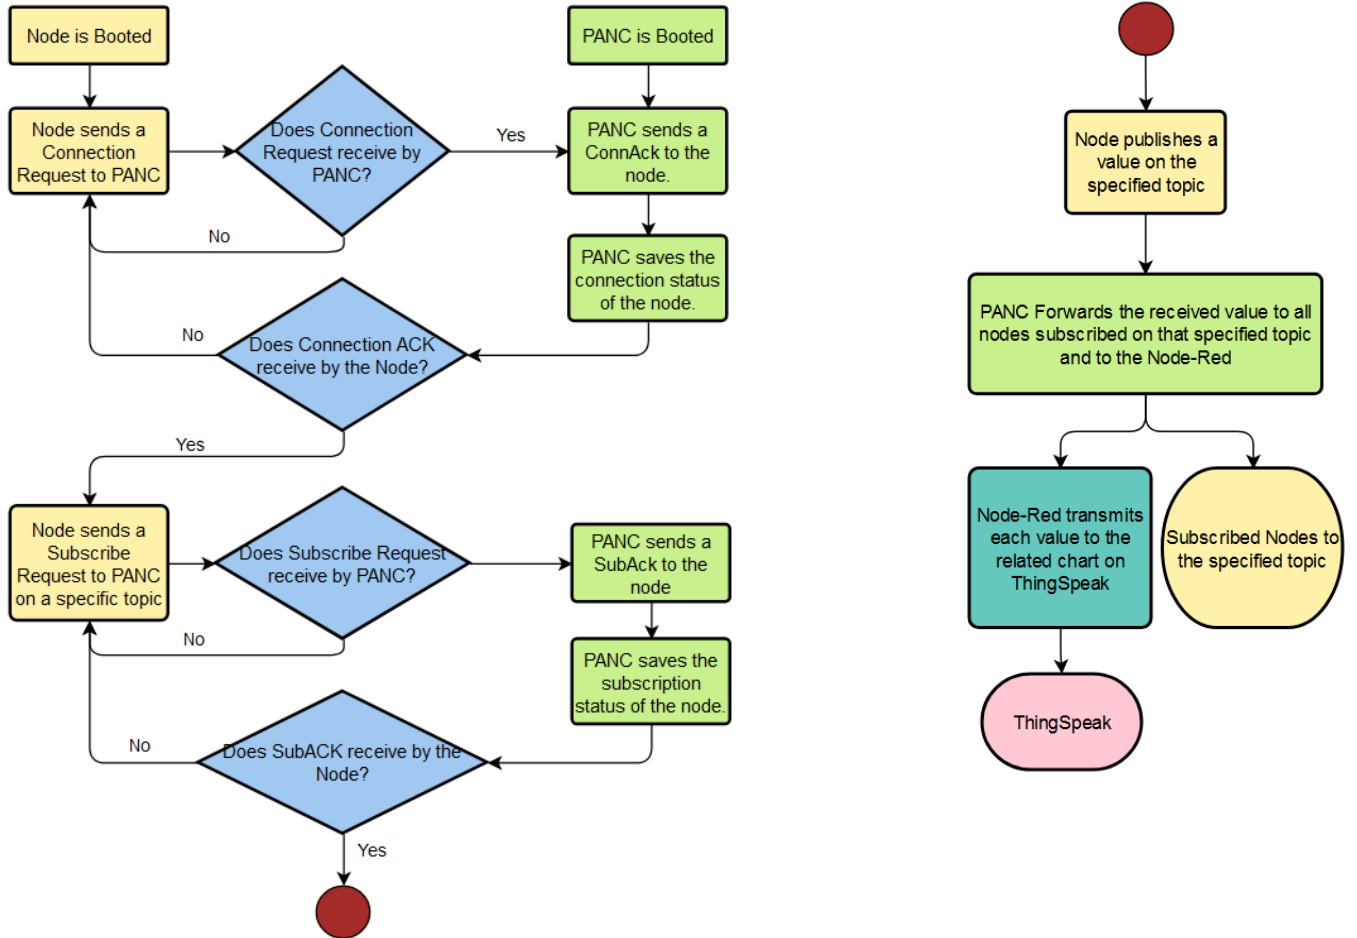 Node is Booted
PANC is Booted
Node sends a
Connection
Request to PANC
Does Connection
Request receive by
PANC?
Yes
PANC sends a
ConnAck to the
node.
No
PANC saves the
connection status
of the node.
No
Does Connection ACK
receive by the Node?
Yes
Node sends a
Subscribe
Request to PANC
on a specific topic
Does Subscribe Request
receive by PANC?
PANC sends a
SubAck to the
node
No
PANC saves the
subscription
status of the node.
No
Does SubACK receive by the
Node?
Yes
Node publishes a
value on the
specified topic
PANC Forwards the received value to all
nodes subscribed on that specified topic
and to the Node-Red
Node-Red transmits
each value to the
related chart on
ThingSpeak
Subscribed Nodes to
the specified topic
ThingSpeak